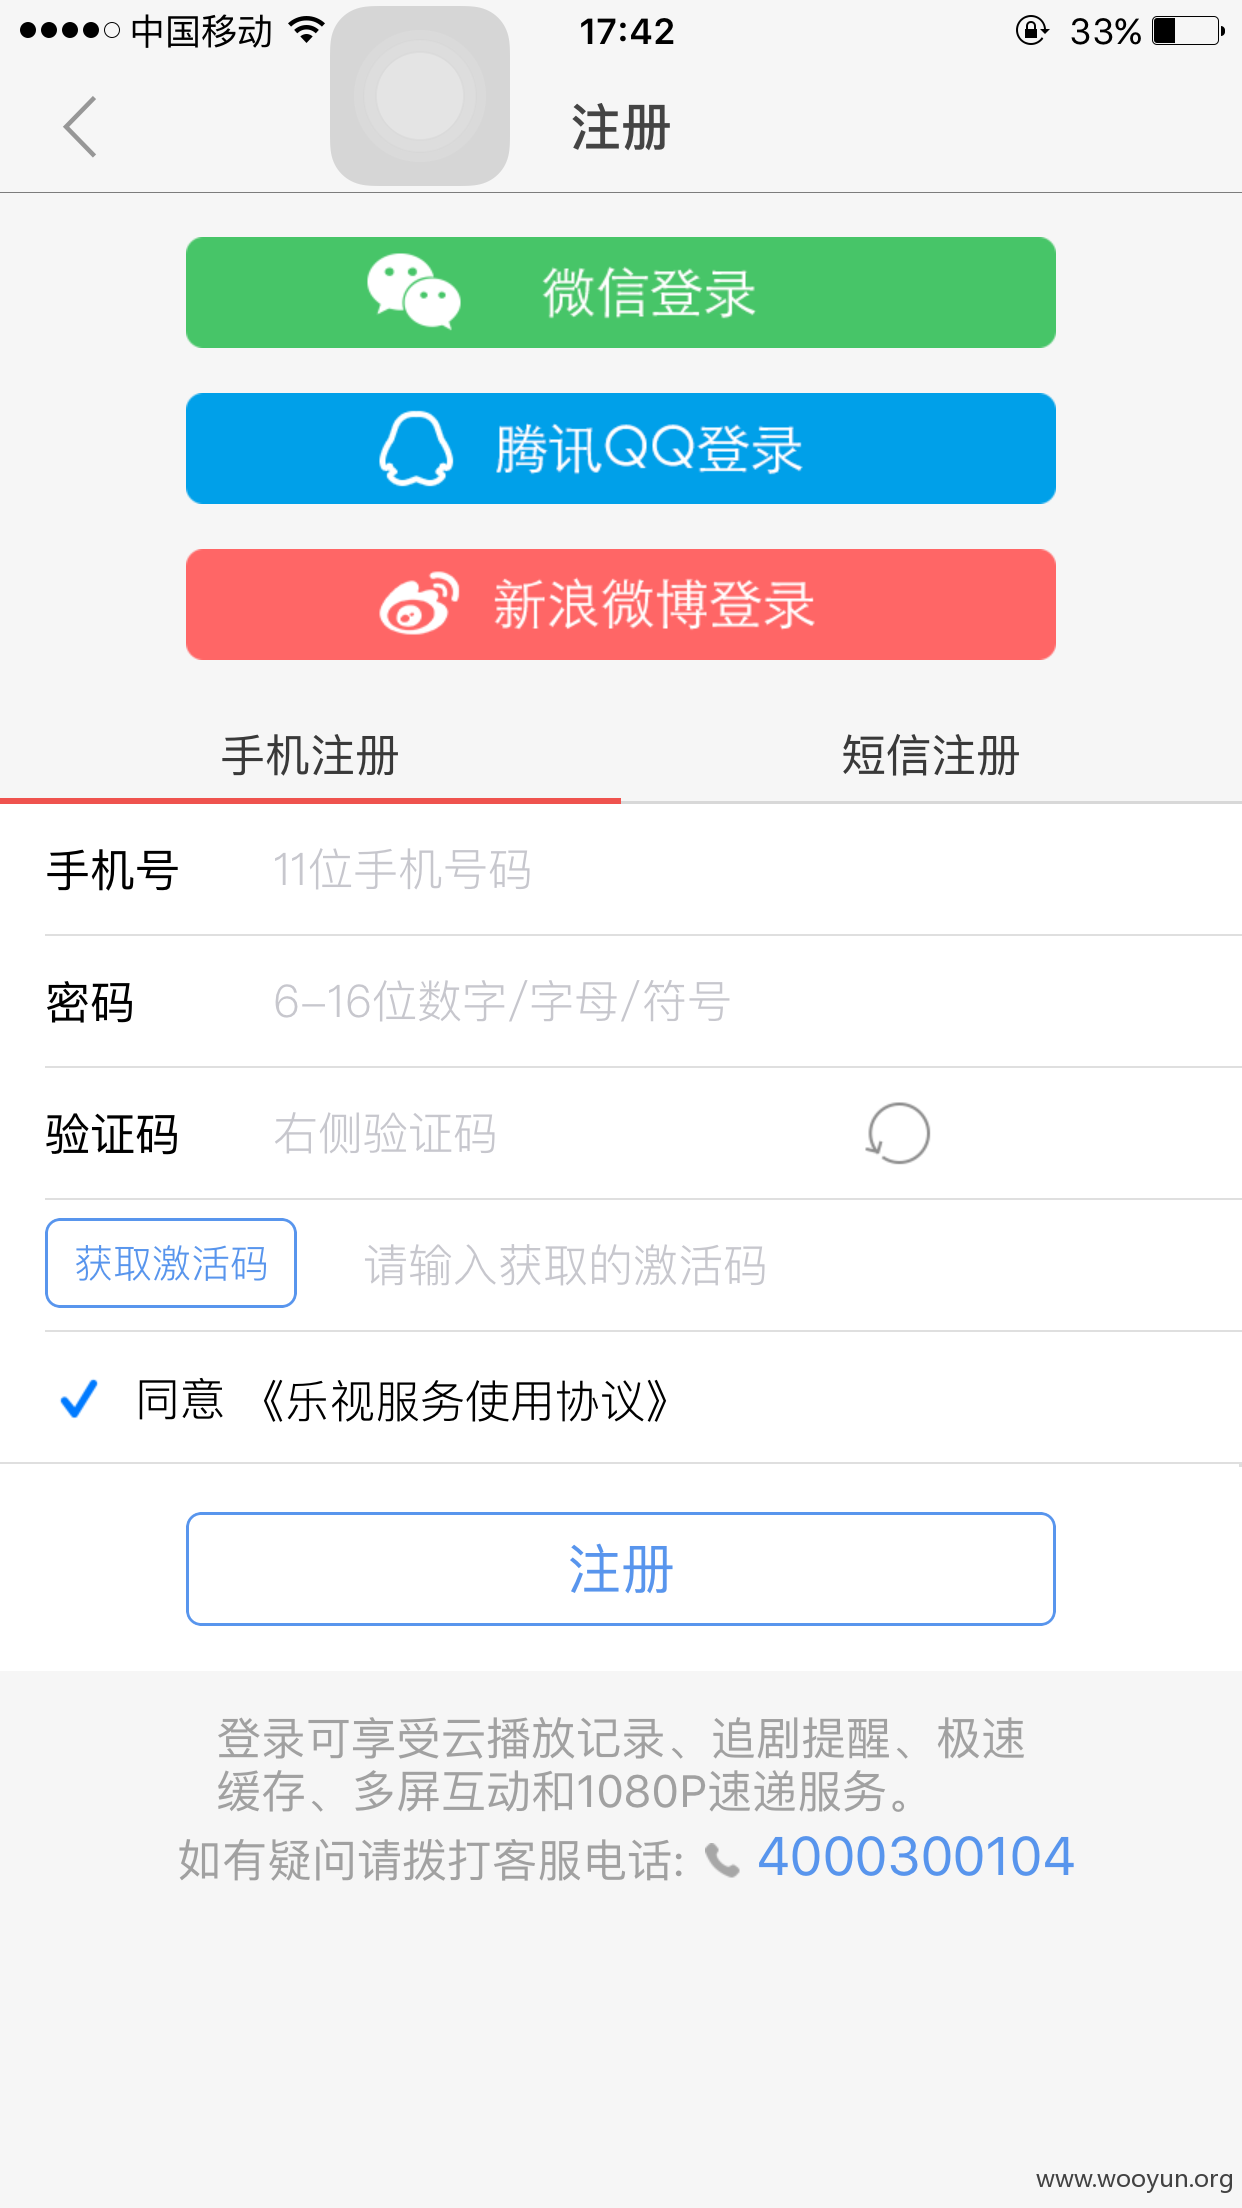 中国移动 17:42 33%
注册
微信登录
腾讯QQ登录
新浪微博登录
手机注册 短信注册
手机号 11位手机号码
密码 6-16位数字/字母/符号
验证码 右侧验证码
获取激活码 请输入获取的激活码
同意 《乐视服务使用协议》
注册
登录可享受云播放记录、追剧提醒、极速
缓存、多屏互动和1080P速递服务。
如有疑问请拨打客服电话: 4000300104
www.wooyun.org